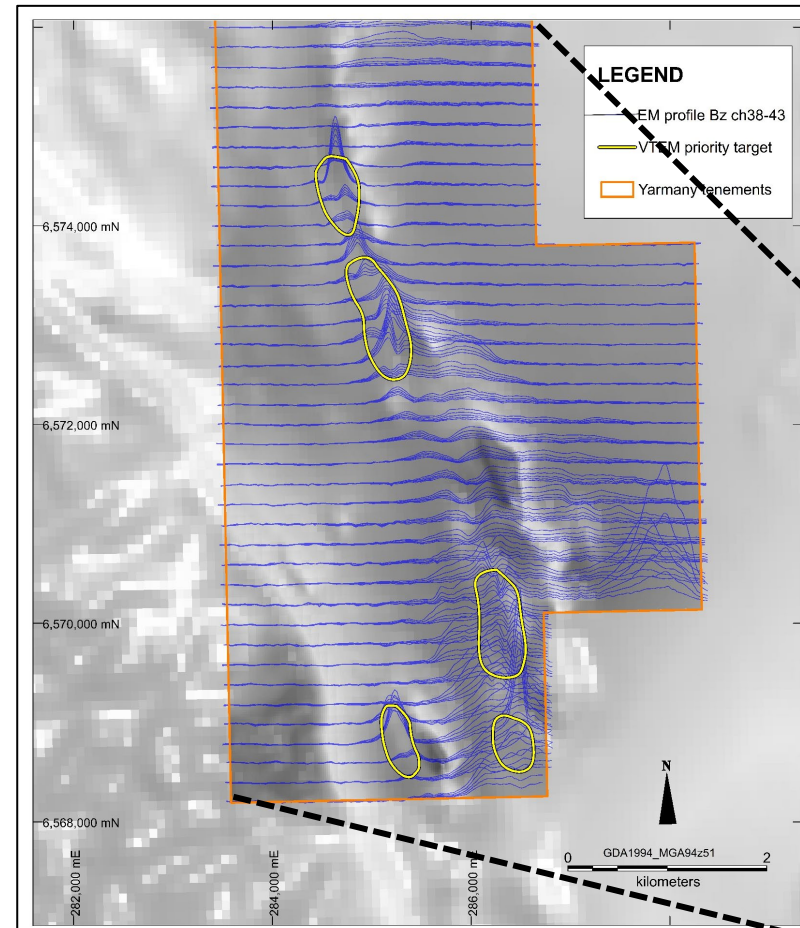 LEGEND
EM profile Bz ch38-43
VTEM priority target
Yarmany tenements
6,574,000 mN
6,572,000 mN
6,570,000 mN
6,568,000 mN
282,000 mE
284,000 mE
286,000 mE
N
GDA1994_MGA94z51
0 2
kilometers